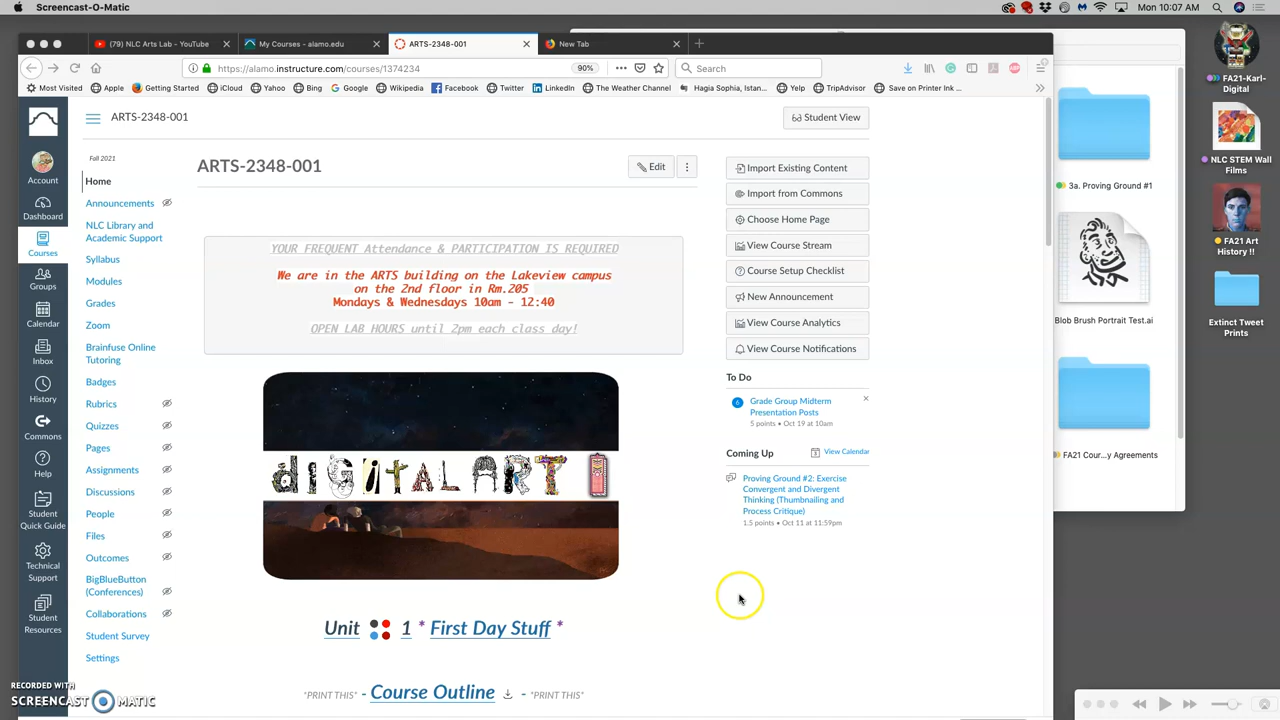 Screencast-O-Matic
Mon 10:07 AM
(79) NLC Arts Lab - YouTube
My Courses - alamo.edu
ARTS-2348-001
New Tab
https://alamo.instructure.com/courses/1374234
90%
Search
Most Visited
Apple
Getting Started
iCloud
Yahoo
Bing
Google
Wikipedia
Facebook
Twitter
LinkedIn
The Weather Channel
Hagia Sophia, Istan...
Yelp
TripAdvisor
Save on Printer Ink ...
ARTS-2348-001
Student View
Account
Dashboard
Courses
Groups
Calendar
Inbox
History
Commons
Help
Student
Quick Guide
Technical
Support
Student
Resources
Fall 2021
Home
Announcements
NLC Library and
Academic Support
Syllabus
Modules
Grades
Zoom
Brainfuse Online
Tutoring
Badges
Rubrics
Quizzes
Pages
Assignments
Discussions
People
Files
Outcomes
BigBlueButton
(Conferences)
Collaborations
Student Survey
Settings
ARTS-2348-001
Edit
YOUR FREQUENT Attendance & PARTICIPATION IS REQUIRED
We are in the ARTS building on the Lakeview campus
on the 2nd floor in Rm.205
Mondays & Wednesdays 10am - 12:40
OPEN LAB HOURS until 2pm each class day!
digital ART I
Unit 1 * First Day Stuff *
*PRINT THIS* - Course Outline - *PRINT THIS*
Import Existing Content
Import from Commons
Choose Home Page
View Course Stream
Course Setup Checklist
New Announcement
View Course Analytics
View Course Notifications
To Do
6
Grade Group Midterm
Presentation Posts
5 points • Oct 19 at 10am
Coming Up
View Calendar
Proving Ground #2: Exercise
Convergent and Divergent
Thinking (Thumbnailing and
Process Critique)
1.5 points • Oct 11 at 11:59pm
3a. Proving Ground #1
Blob Brush Portrait Test.ai
FA21 Cour...y Agreements
FA21-Karl-
Digital
NLC STEM Wall
Films
FA21 Art
History !!
Extinct Tweet
Prints
RECORDED WITH
SCREENCAST MATIC